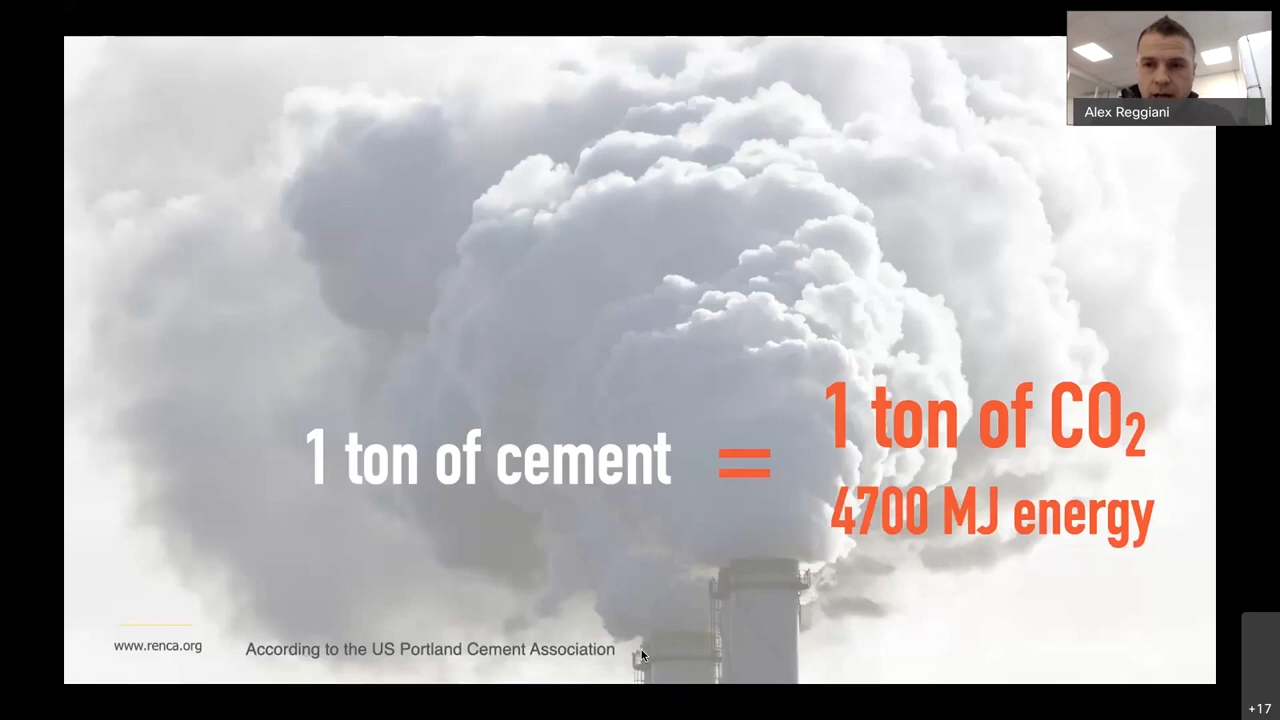 Alex Reggiani
1 ton of cement = 1 ton of CO₂
4700 MJ energy
www.renca.org
According to the US Portland Cement Association
+17